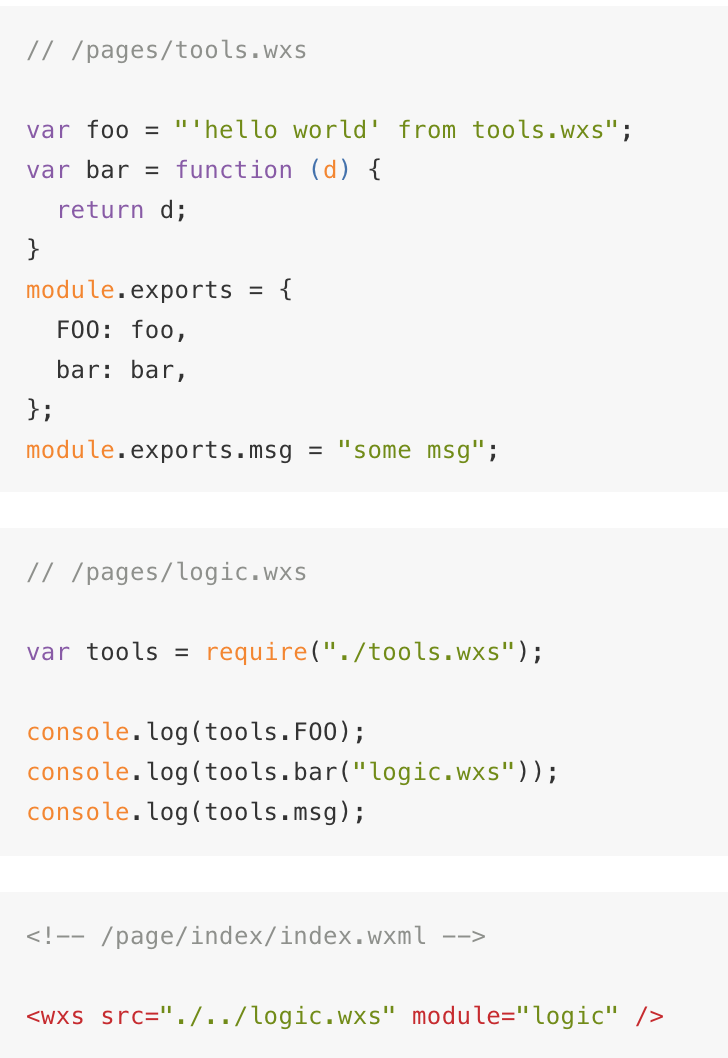 // /pages/tools.wxs
var foo = "'hello world' from tools.wxs";
var bar = function (d) {
  return d;
}
module.exports = {
  FOO: foo,
  bar: bar,
};
module.exports.msg = "some msg";
// /pages/logic.wxs
var tools = require("./tools.wxs");
console.log(tools.FOO);
console.log(tools.bar("logic.wxs"));
console.log(tools.msg);
<!-- /page/index/index.wxml -->
<wxs src="./../logic.wxs" module="logic" />